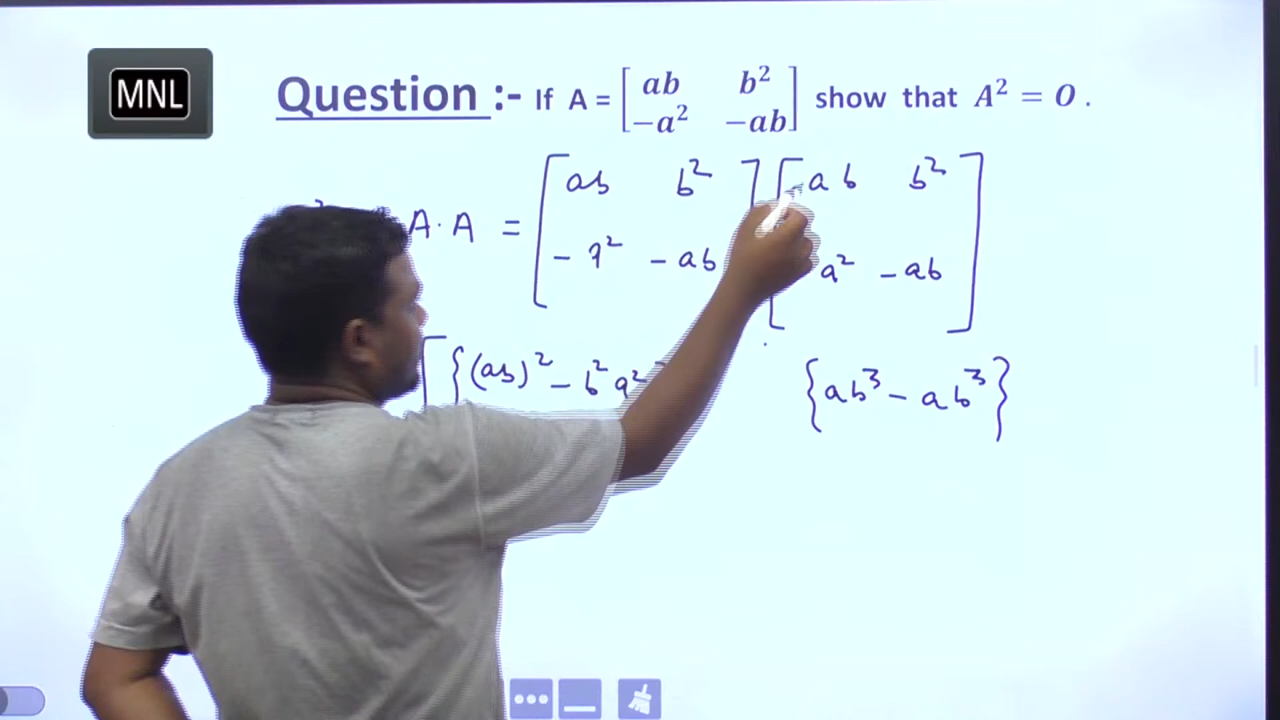 MNL
Question :- If A = [ab b² -a² -ab] show that A² = O .
A · A = [ab b² - ab] [ab b² a² - ab]
[{(ab)² - b²a² {ab³ - ab³}